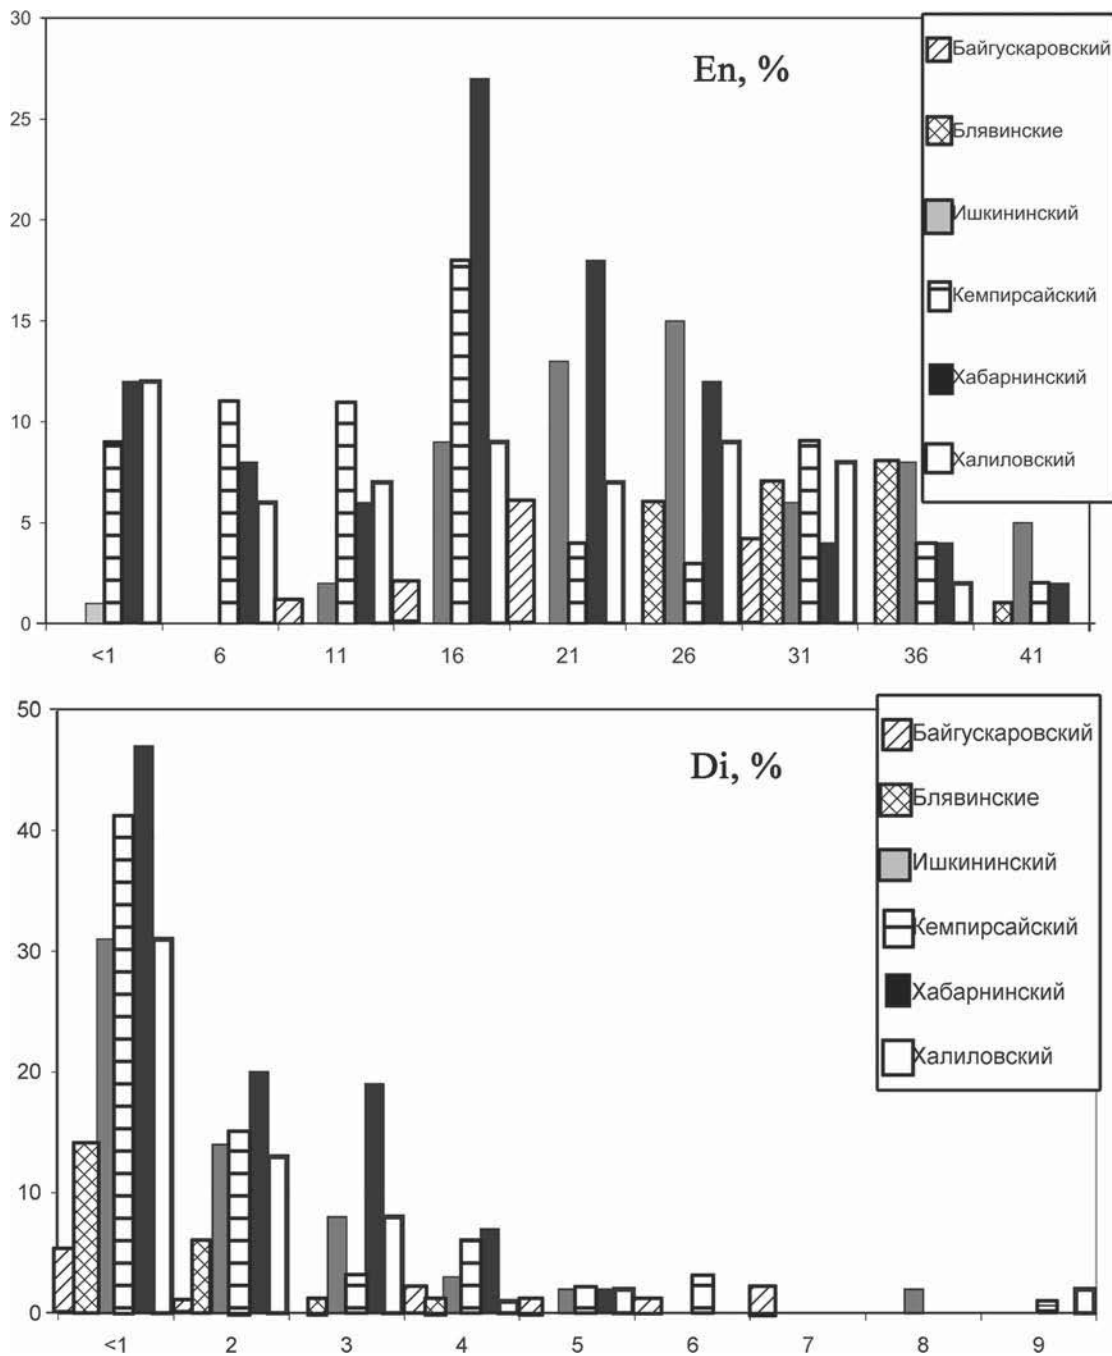 30
25
20
15
10
5
0
En, %
Байгускаровский
Блявинские
Ишкининский
Кемпирсайский
Хабарнинский
Халиловский
<1 6 11 16 21 26 31 36 41
50
40
30
20
10
0
Di, %
Байгускаровский
Блявинские
Ишкининский
Кемпирсайский
Хабарнинский
Халиловский
<1 2 3 4 5 6 7 8 9